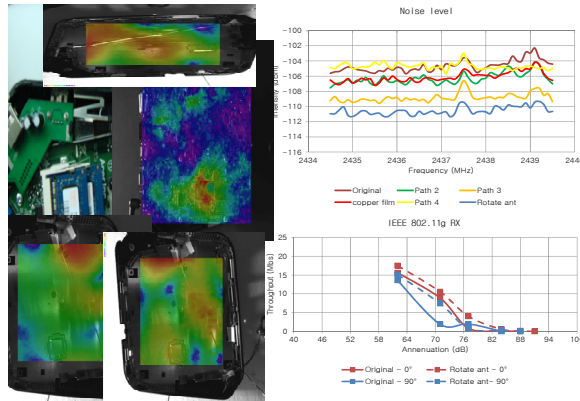 Noise level
-100
-102
-104
-106
-108
-110
-112
-114
-116
2434 2435 2436 2437 2438 2439 244
Frequency (MHz)
Original Path 2 Path 3
copper film Path 4 Rotate ant
IEEE 802.11g RX
Throughput (Mbs)
25
20
15
10
5
0
40 46 52 58 64 70 76 82 88 94 10
Annenuation (dB)
Original - 0° Rotate ant - 0°
Original - 90° Rotate ant- 90°